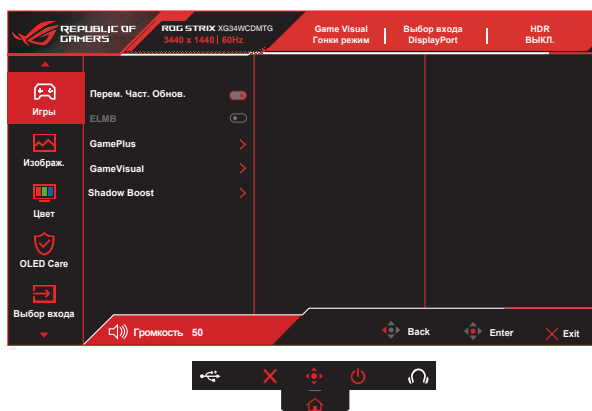 REPUBLIC OF
GAMERS
ROG STRIX XG34WCDMTG
3440 x 1440 60Hz
Game Visual
Гонки режим
Выбор входа
DisplayPort
HDR
ВЫКЛ.
Игры
Изображ.
Цвет
OLED Care
Выбор входа
Перем. Част. Обнов.
ELMB
GamePlus
GameVisual
Shadow Boost
Громкость 50
Back
Enter
Exit